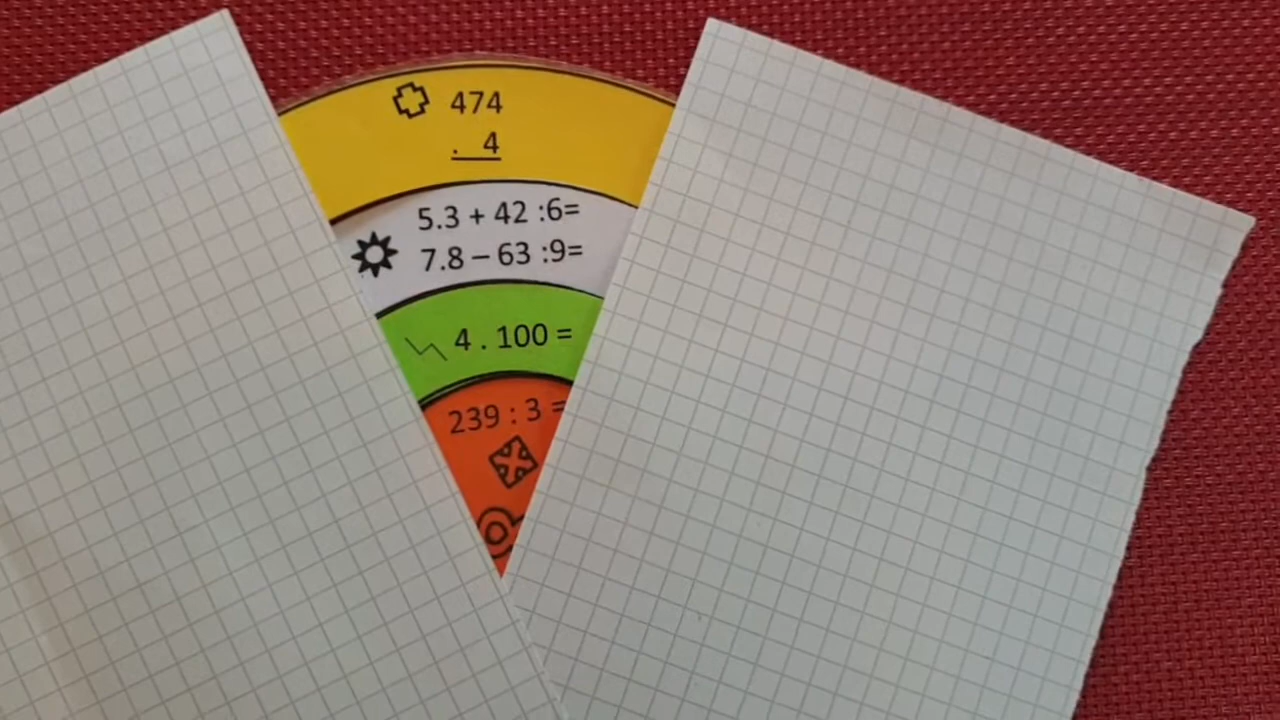 474
. 4
5.3 + 42 :6=
7.8 – 63 :9=
4 . 100 =
239 : 3 =